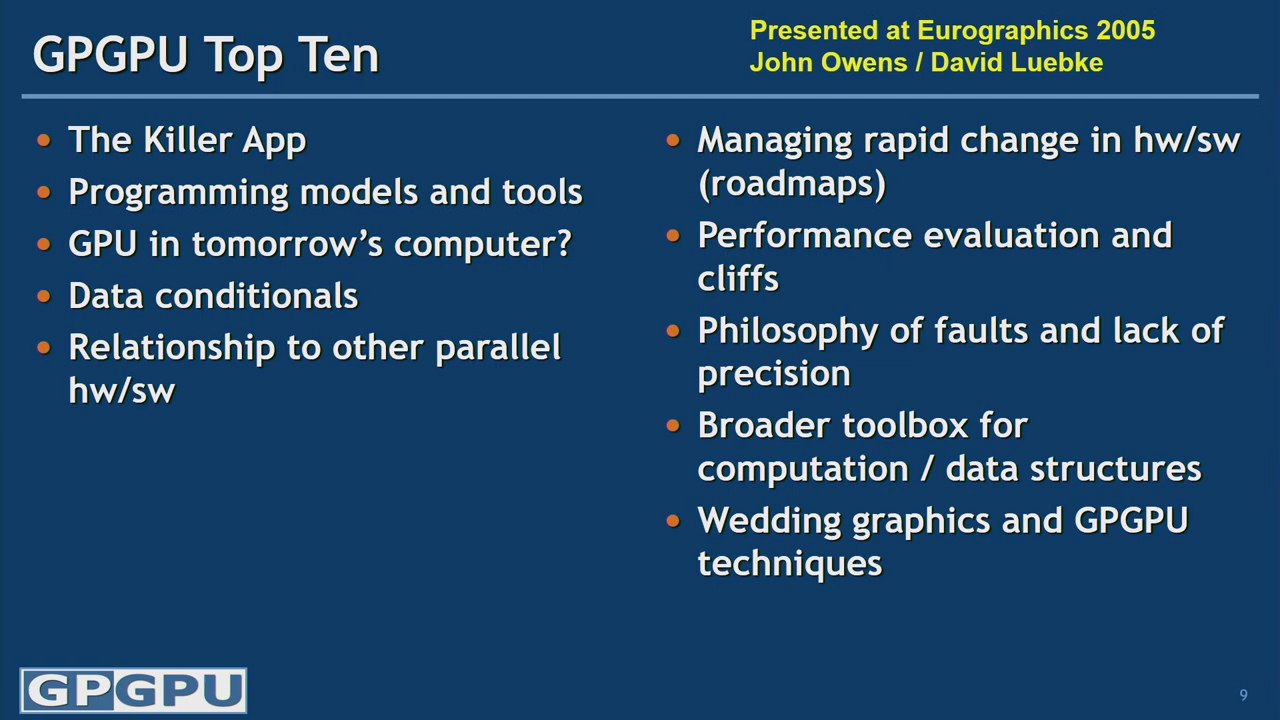 GPGPU Top Ten
Presented at Eurographics 2005
John Owens / David Luebke
• The Killer App
• Programming models and tools
• GPU in tomorrow’s computer?
• Data conditionals
• Relationship to other parallel
hw/sw
• Managing rapid change in hw/sw
(roadmaps)
• Performance evaluation and
cliffs
• Philosophy of faults and lack of
precision
• Broader toolbox for
computation / data structures
• Wedding graphics and GPGPU
techniques
GPGPU
9